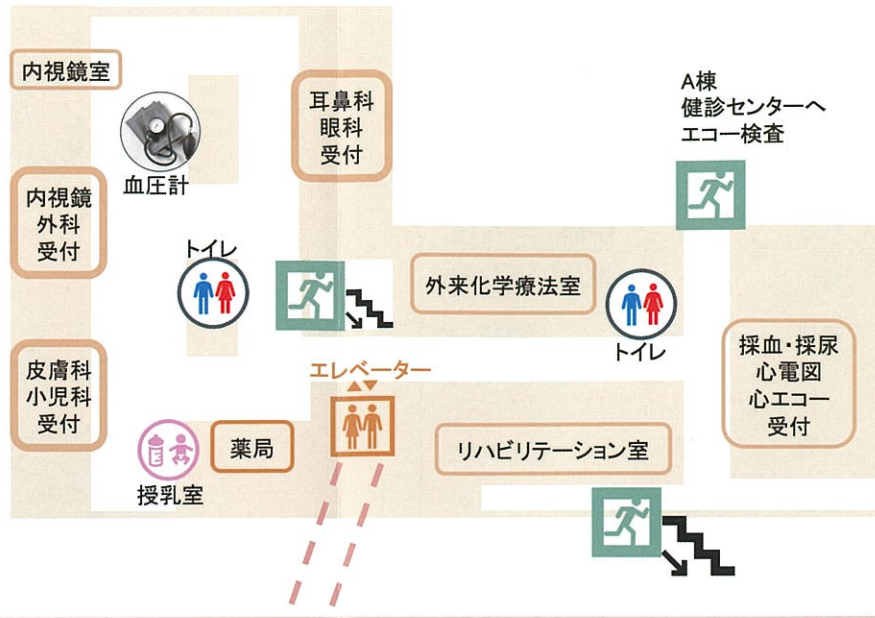 内視鏡室
血圧計
耳鼻科
眼科
受付
A棟
健診センターへ
エコー検査
内視鏡
外科
受付
トイレ
外来化学療法室
トイレ
皮膚科
小児科
受付
エレベーター
採血・採尿
心電図
心エコー
受付
授乳室
薬局
リハビリテーション室